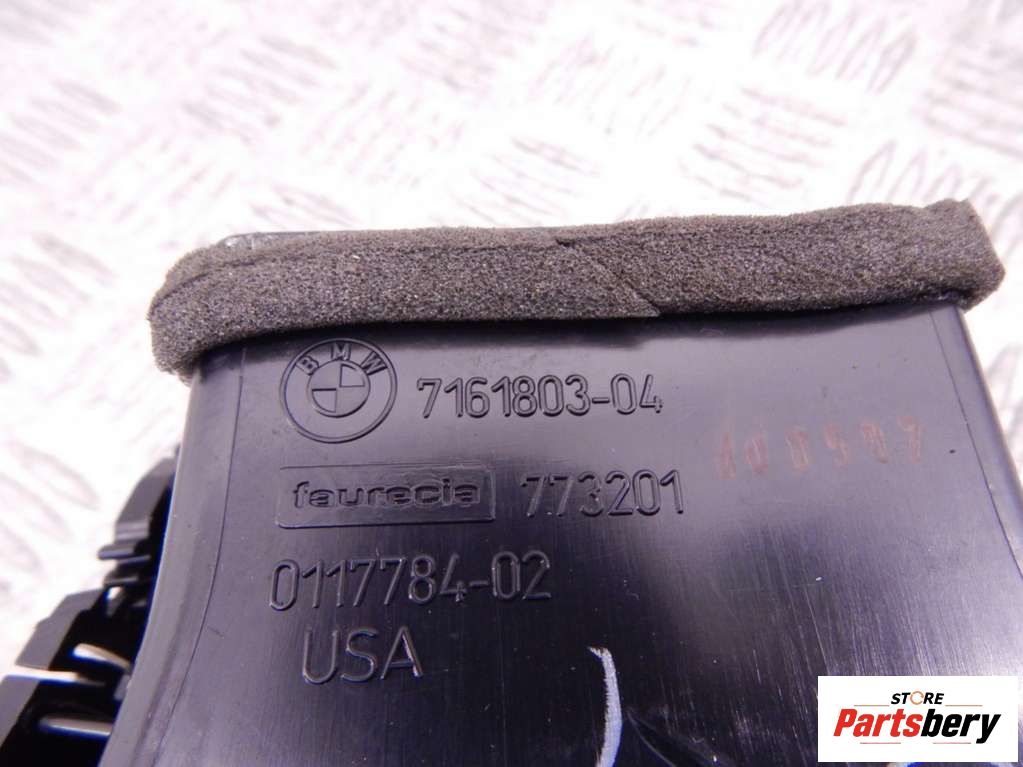 BMW 7161803-04
faurecia 773201
0117784-02
USA
STORE
Partsbery